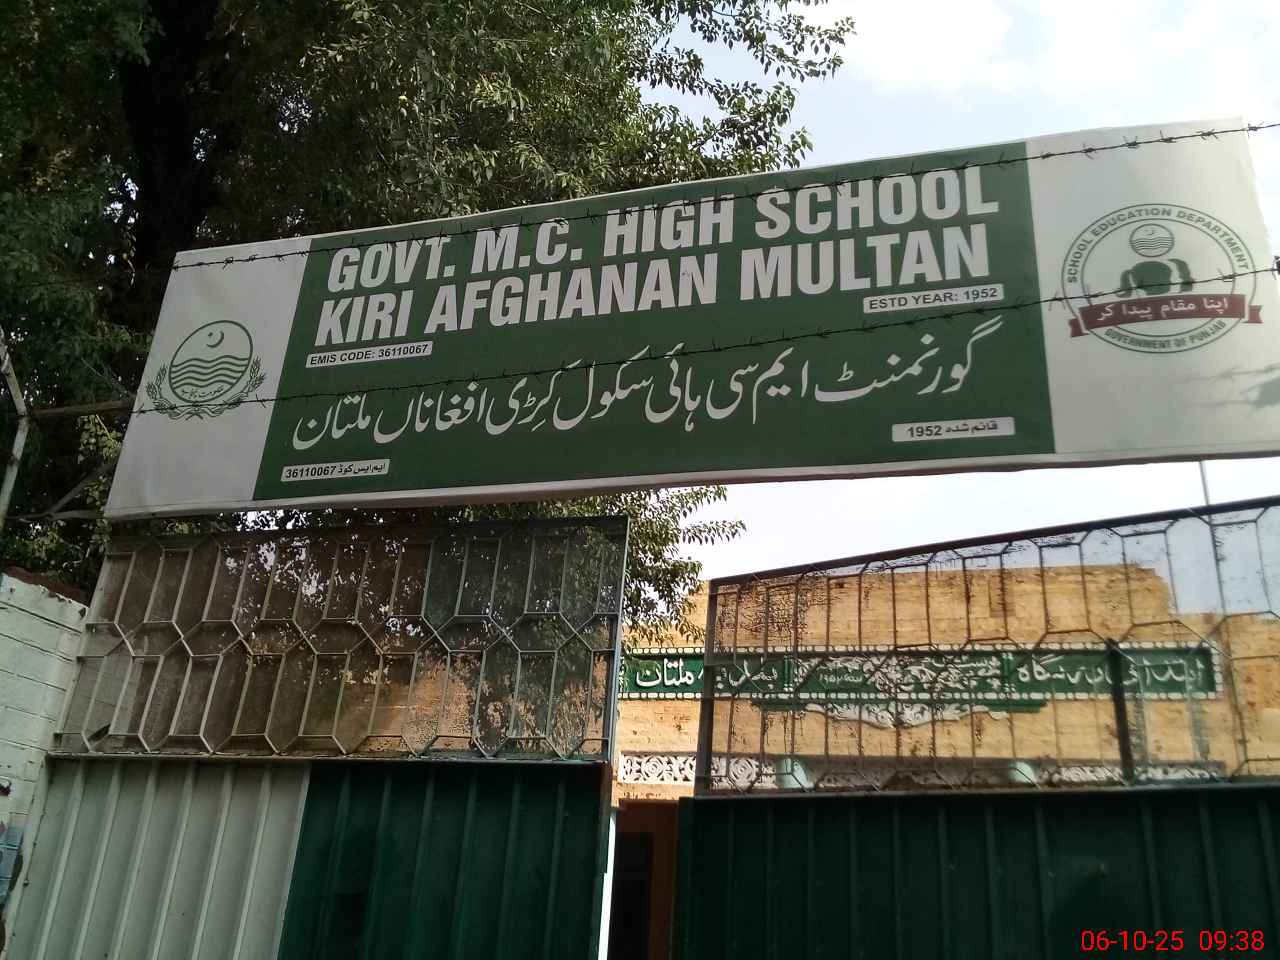 GOVT. M.C. HIGH SCHOOL
KIRI AFGHANAN MULTAN
ESTD YEAR: 1952
EMIS CODE: 36110067
گورنمنٹ ایم سی ہائی سکول کِڑی افغاناں ملتان
قائم شدہ 1952
ایم ایس کوڈ 36110067
SCHOOL EDUCATION DEPARTMENT
اپنا مقام پیدا کر
GOVERNMENT OF PUNJAB
ملتان
06-10-25 09:38